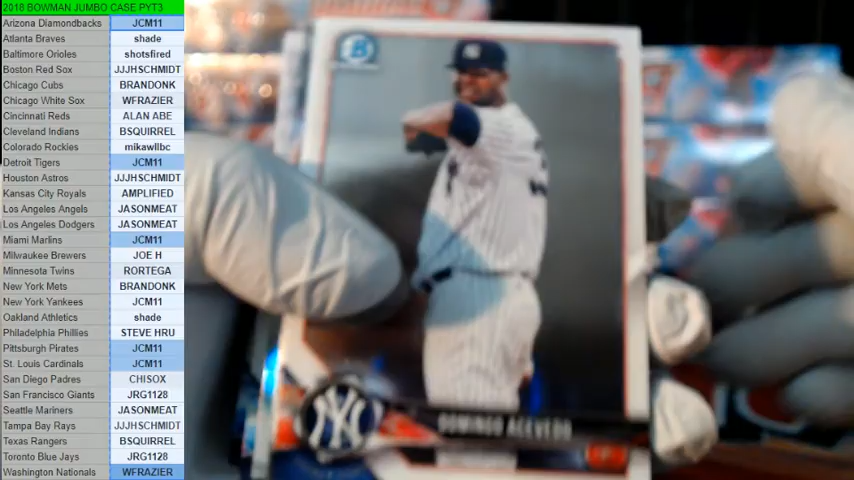 2018 BOWMAN JUMBO CASE PYT3
Arizona Diamondbacks JCM11
Atlanta Braves shade
Baltimore Orioles shotsfired
Boston Red Sox JJJHSCHMIDT
Chicago Cubs BRANDONK
Chicago White Sox WFRAZIER
Cincinnati Reds ALAN ABE
Cleveland Indians BSQUIRREL
Colorado Rockies mikawllbc
Detroit Tigers JCM11
Houston Astros JJJHSCHMIDT
Kansas City Royals AMPLIFIED
Los Angeles Angels JASONMEAT
Los Angeles Dodgers JASONMEAT
Miami Marlins JCM11
Milwaukee Brewers JOE H
Minnesota Twins RORTEGA
New York Mets BRANDONK
New York Yankees JCM11
Oakland Athletics shade
Philadelphia Phillies STEVE HRU
Pittsburgh Pirates JCM11
St. Louis Cardinals JCM11
San Diego Padres CHISOX
San Francisco Giants JRG1128
Seattle Mariners JASONMEAT
Tampa Bay Rays JJJHSCHMIDT
Texas Rangers BSQUIRREL
Toronto Blue Jays JRG1128
Washington Nationals WFRAZIER
B
NY
DOMINGO ACEVEDO